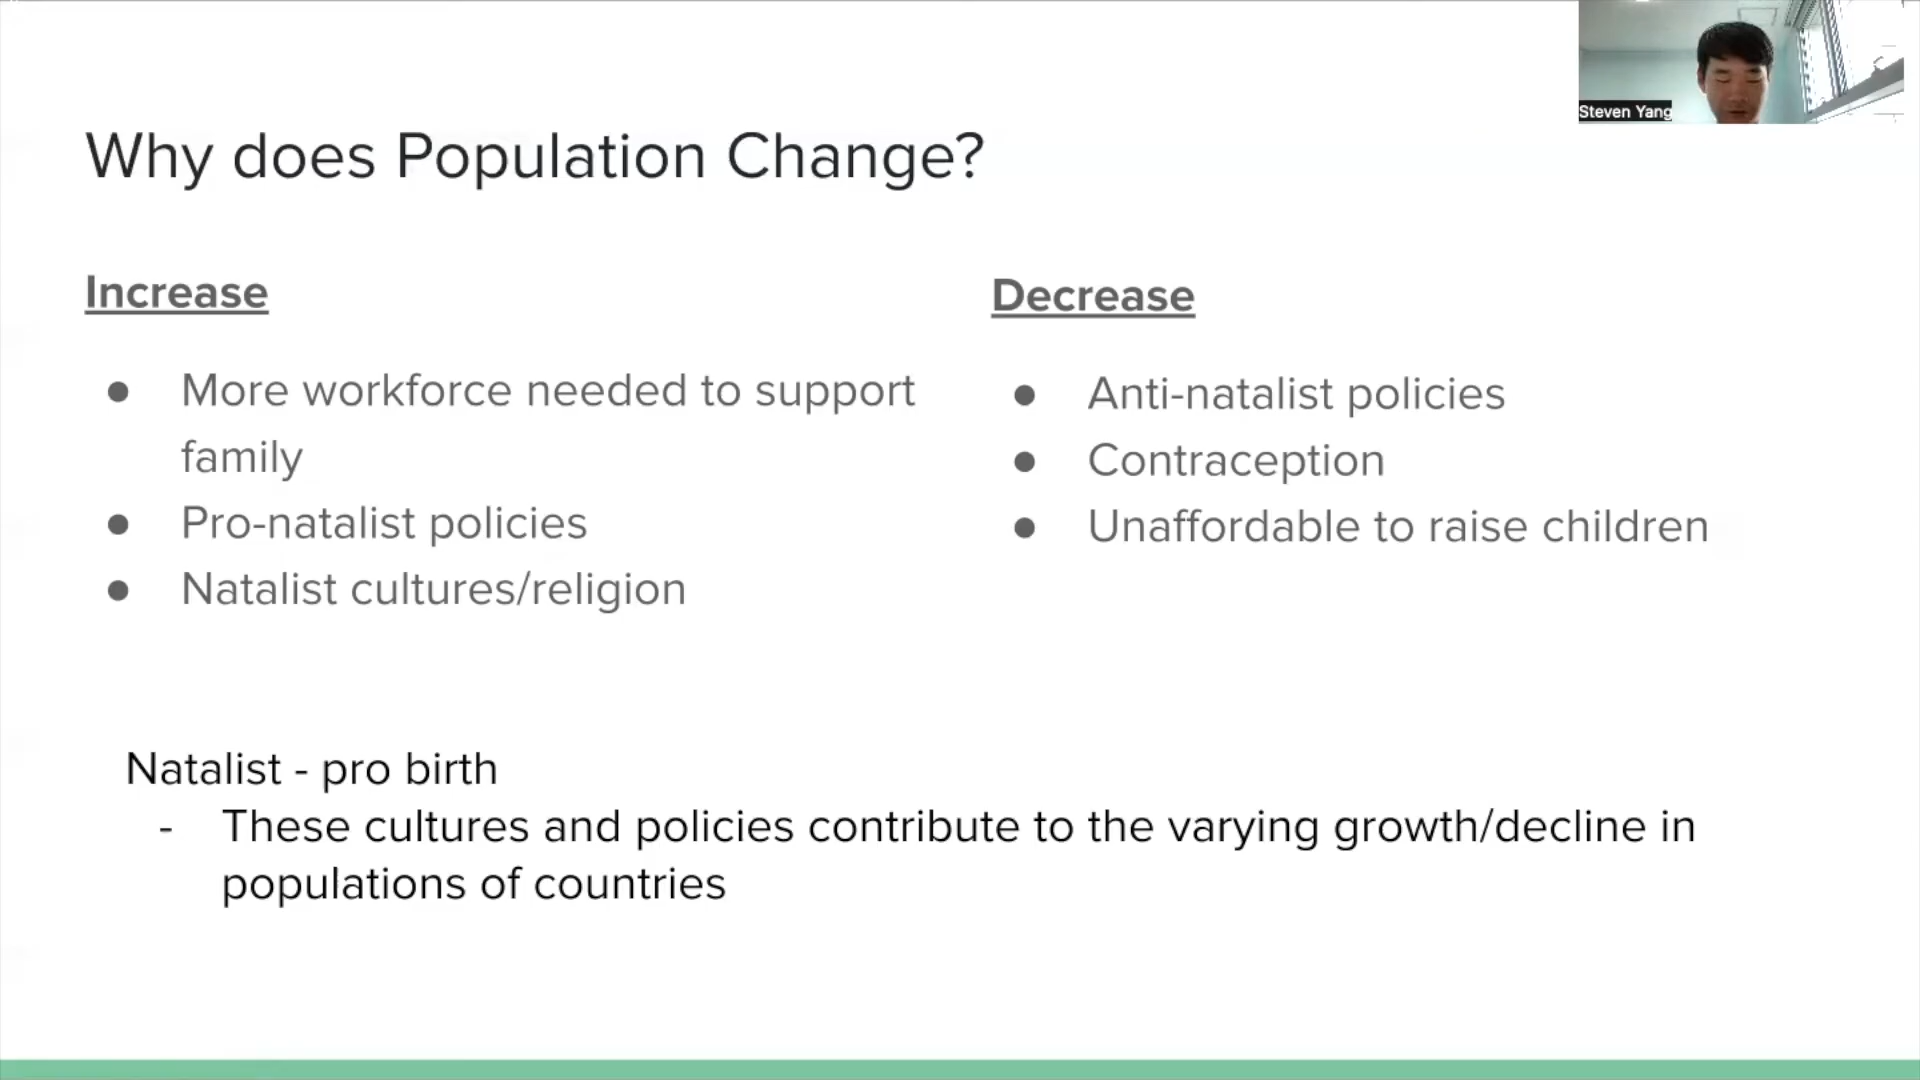 Steven Yang
Why does Population Change?
Increase
● More workforce needed to support
family
● Pro-natalist policies
● Natalist cultures/religion
Decrease
● Anti-natalist policies
● Contraception
● Unaffordable to raise children
Natalist - pro birth
- These cultures and policies contribute to the varying growth/decline in
populations of countries